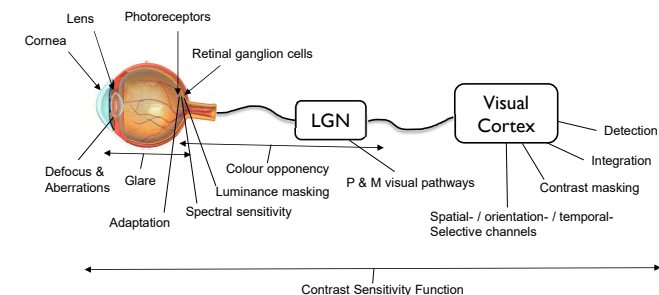 Photoreceptors
Lens
Cornea
Retinal ganglion cells
LGN
Visual
Cortex
Detection
Integration
Contrast masking
Colour opponency
P & M visual pathways
Defocus &
Aberrations
Glare
Luminance masking
Spectral sensitivity
Adaptation
Spatial- / orientation- / temporal-
Selective channels
Contrast Sensitivity Function